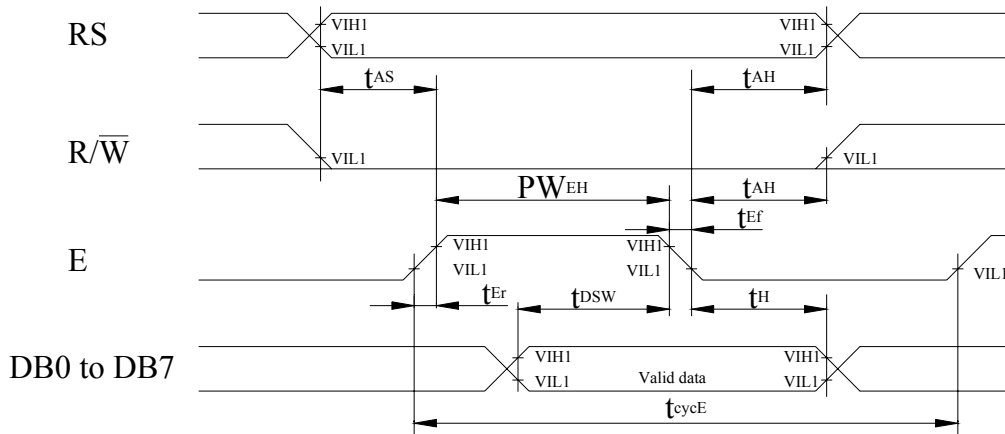 RS
VIH1
VIL1
VIH1
VIL1
tAS
tAH
R/W̅
VIL1
VIL1
PWEH
tAH
tEf
E
VIH1
VIL1
VIH1
VIL1
VIL1
tEr
tDSW
tH
DB0 to DB7
VIH1
VIL1
Valid data
VIH1
VIL1
tcycE